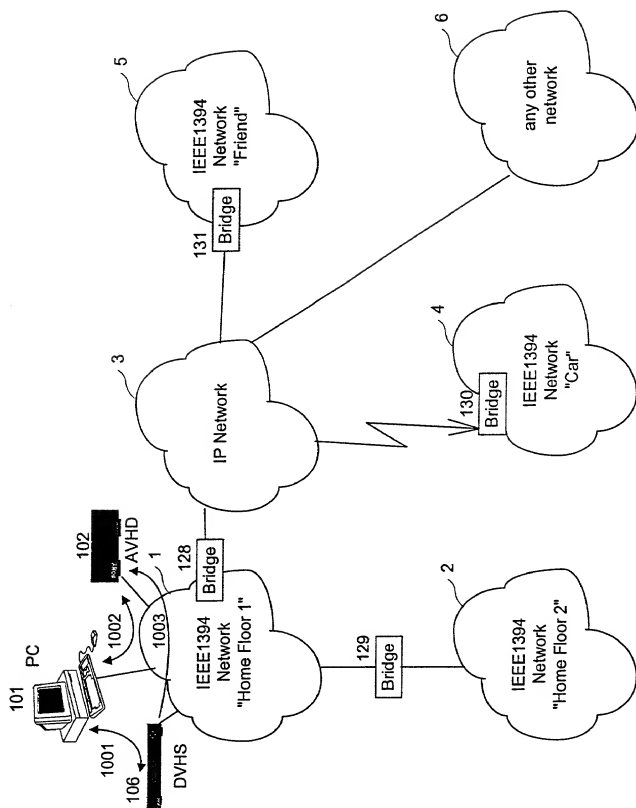 101
PC
1001
1002
102
AVHD
106
DVHS
1003
1
128
Bridge
IEEE1394
Network
"Home Floor 1"
129
Bridge
2
IEEE1394
Network
"Home Floor 2"
3
IP Network
130
Bridge
4
IEEE1394
Network
"Car"
131
Bridge
5
IEEE1394
Network
"Friend"
6
any other
network